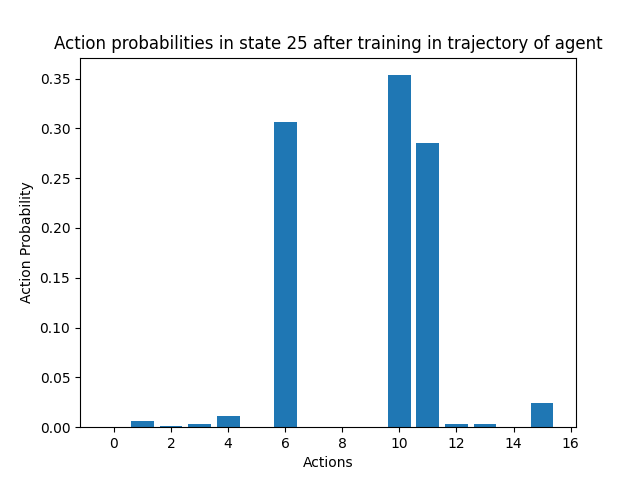 Action probabilities in state 25 after training in trajectory of agent
0.35
0.30
0.25
0.20
0.15
0.10
0.05
0.00
Action Probability
0 2 4 6 8 10 12 14 16
Actions